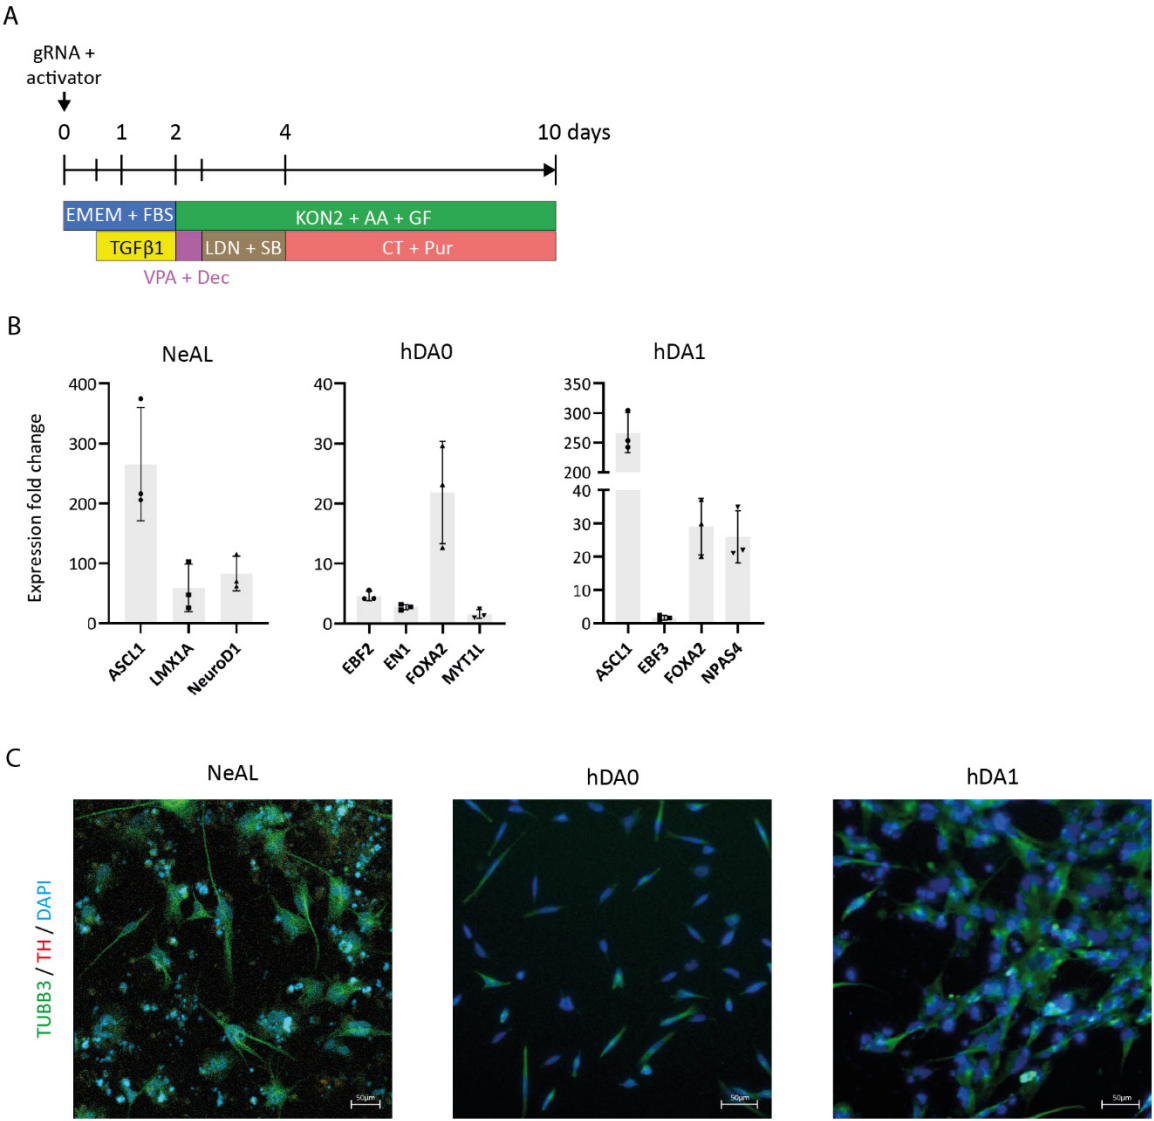 A
gRNA +
activator
0 1 2 4 10 days
EMEM + FBS KON2 + AA + GF
TGFβ1 LDN + SB CT + Pur
VPA + Dec
B
NeAL hDA0 hDA1
Expression fold change
400
300
200
100
0
ASCL1 LMX1A NeuroD1
40
30
20
10
0
EBF2 EN1 FOXA2 MYT1L
350
300
250
200
40
30
20
10
0
ASCL1 EBF3 FOXA2 NPAS4
C
NeAL hDA0 hDA1
TUBB3 / TH / DAPI
50µm 50µm 50µm